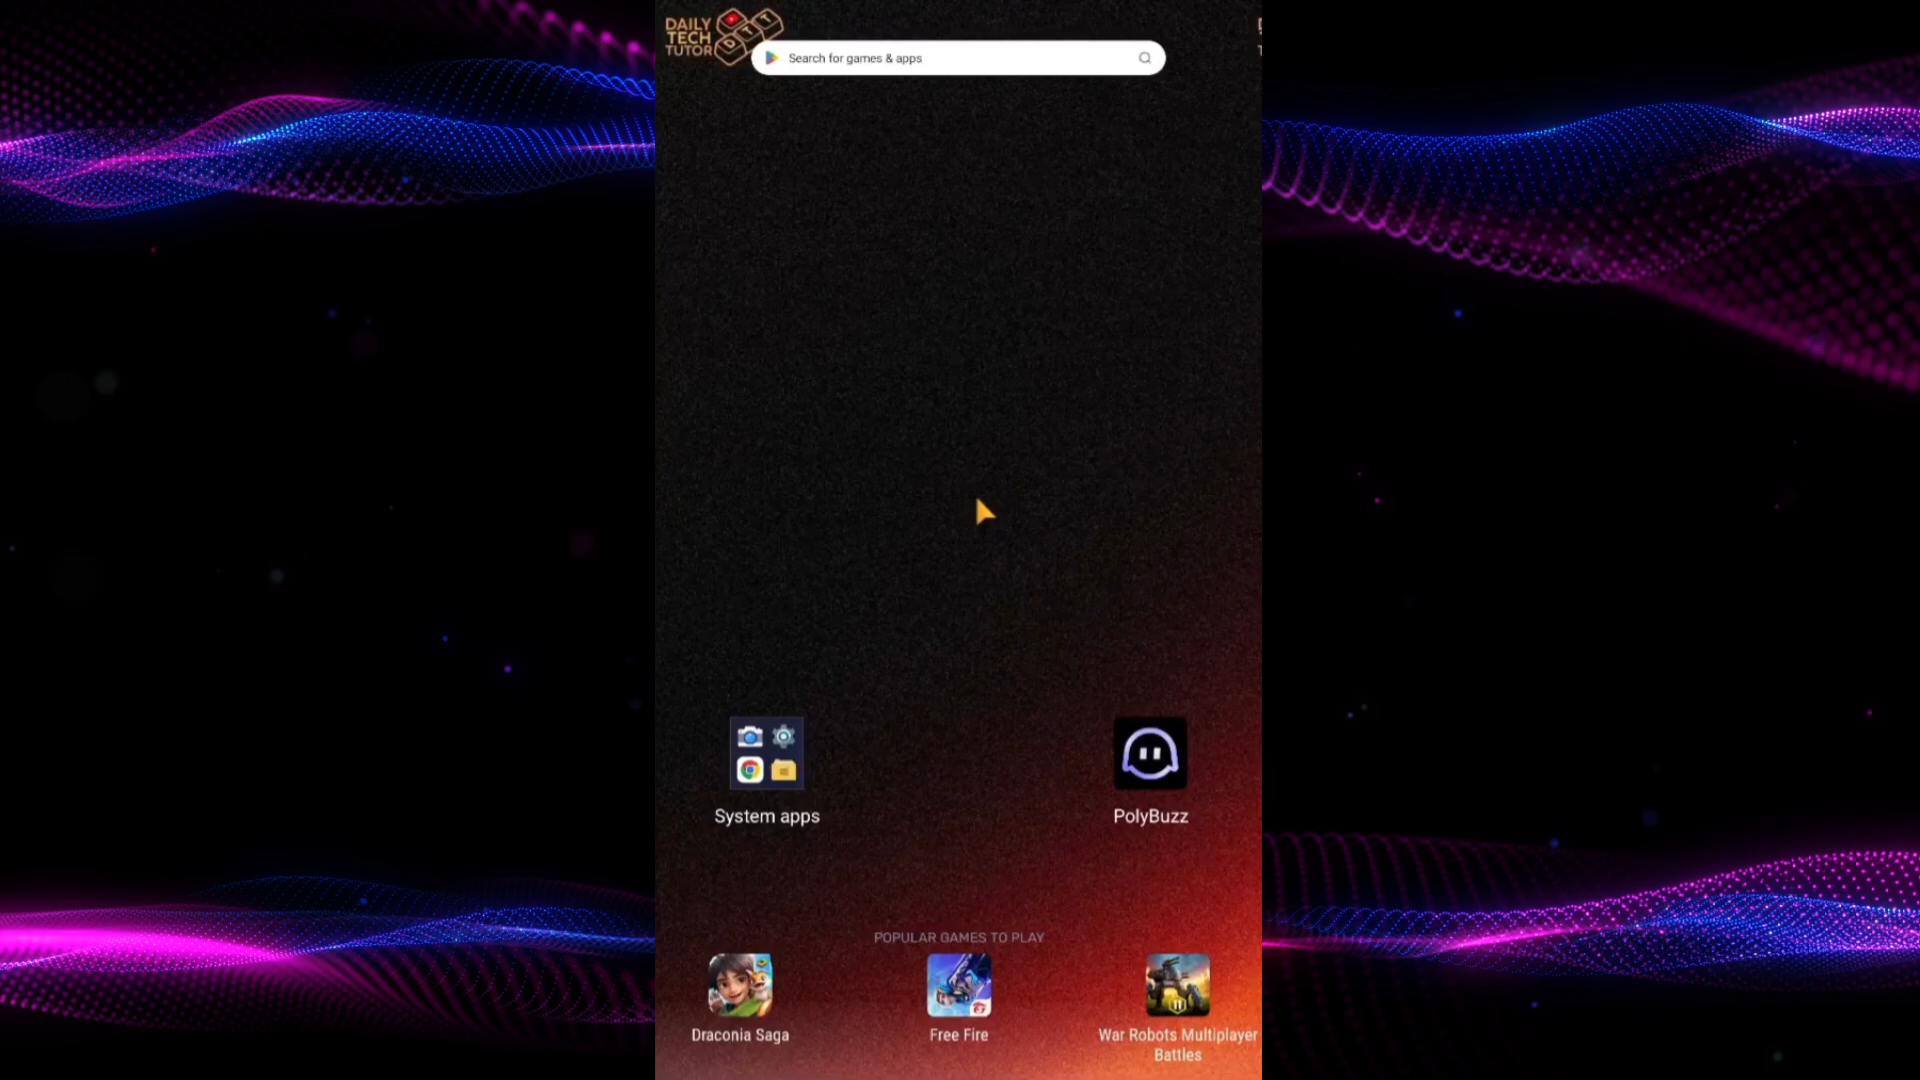 DAILY
TECH
TUTOR
D T T
Search for games & apps
System apps
PolyBuzz
POPULAR GAMES TO PLAY
Draconia Saga
Free Fire
War Robots Multiplayer
Battles